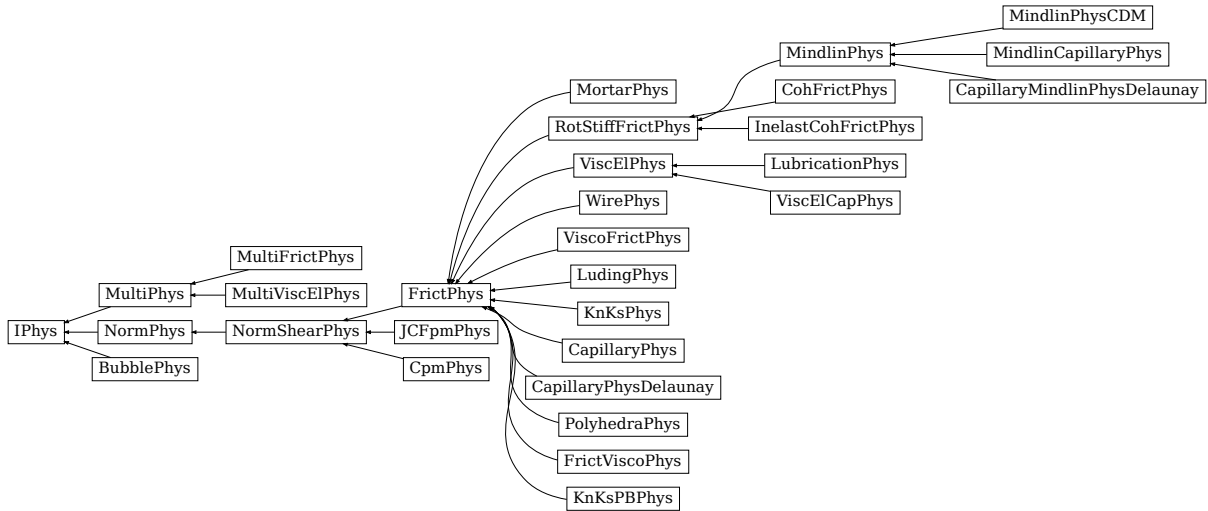 MindlinPhysCDM
MindlinPhys
MindlinCapillaryPhys
CapillaryMindlinPhysDelaunay
MortarPhys
CohFrictPhys
RotStiffFrictPhys
InelastCohFrictPhys
ViscElPhys
LubricationPhys
WirePhys
ViscElCapPhys
ViscoFrictPhys
MultiFrictPhys
LudingPhys
MultiPhys
MultiViscElPhys
FrictPhys
KnKsPhys
IPhys
NormPhys
NormShearPhys
JCFpmPhys
CapillaryPhys
BubblePhys
CpmPhys
CapillaryPhysDelaunay
PolyhedraPhys
FrictViscoPhys
KnKsPBPhys